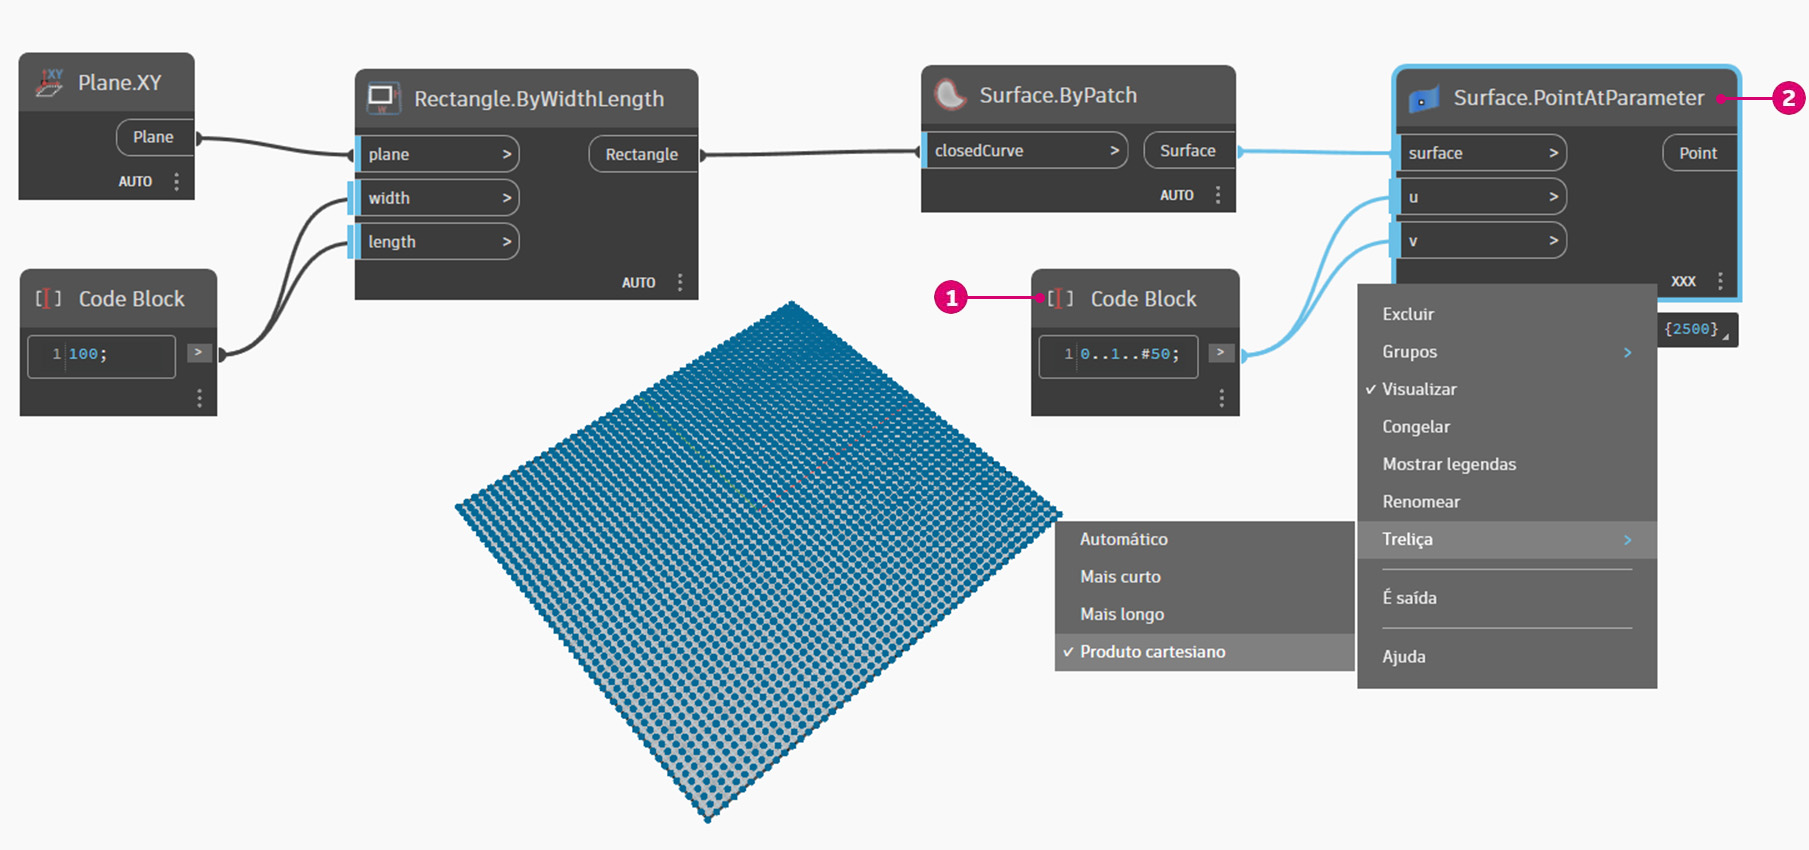 Plane.XY
Plane
AUTO
Code Block
1 100;
>
Rectangle.ByWidthLength
plane >
Rectangle
width >
length >
AUTO
Surface.ByPatch
closedCurve >
Surface
AUTO
1
Code Block
1 0..1..#50;
>
Surface.PointAtParameter
2
surface >
Point
u >
v >
XXX
{2500}
Excluir
Grupos >
✓ Visualizar
Congelar
Mostrar legendas
Renomear
Treliça >
É saída
Ajuda
Automático
Mais curto
Mais longo
✓ Produto cartesiano